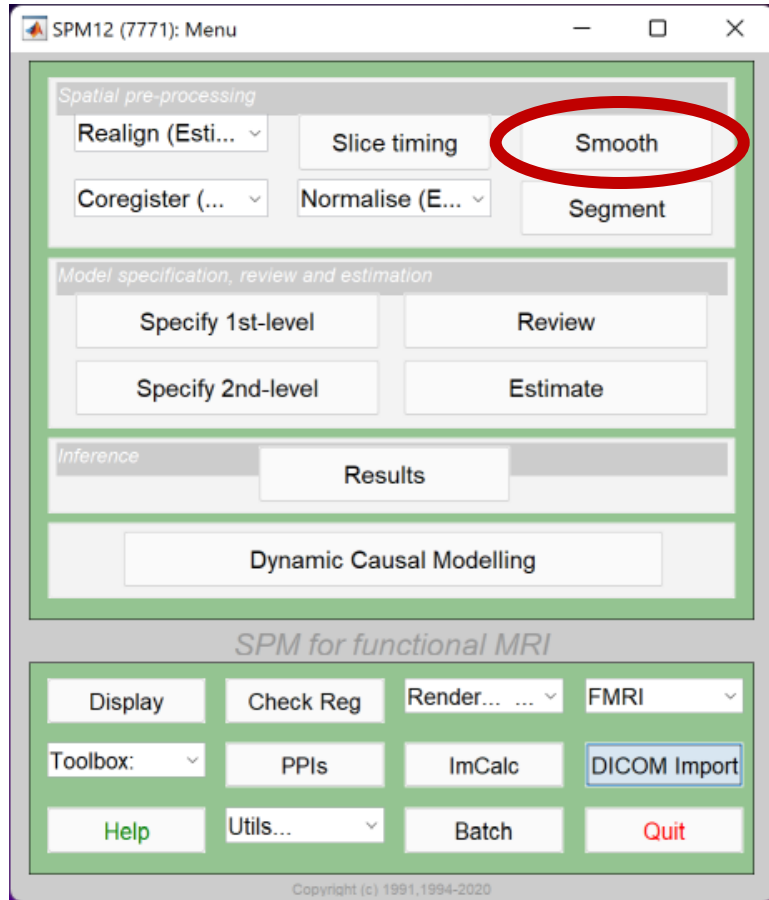 SPM12 (7771): Menu
Spatial pre-processing
Realign (Esti...
Slice timing
Smooth
Coregister (...
Normalise (E...
Segment
Model specification, review and estimation
Specify 1st-level
Review
Specify 2nd-level
Estimate
Inference
Results
Dynamic Causal Modelling
SPM for functional MRI
Display
Check Reg
Render... ...
FMRI
Toolbox:
PPIs
ImCalc
DICOM Import
Help
Utils...
Batch
Quit
Copyright (c) 1991,1994-2020